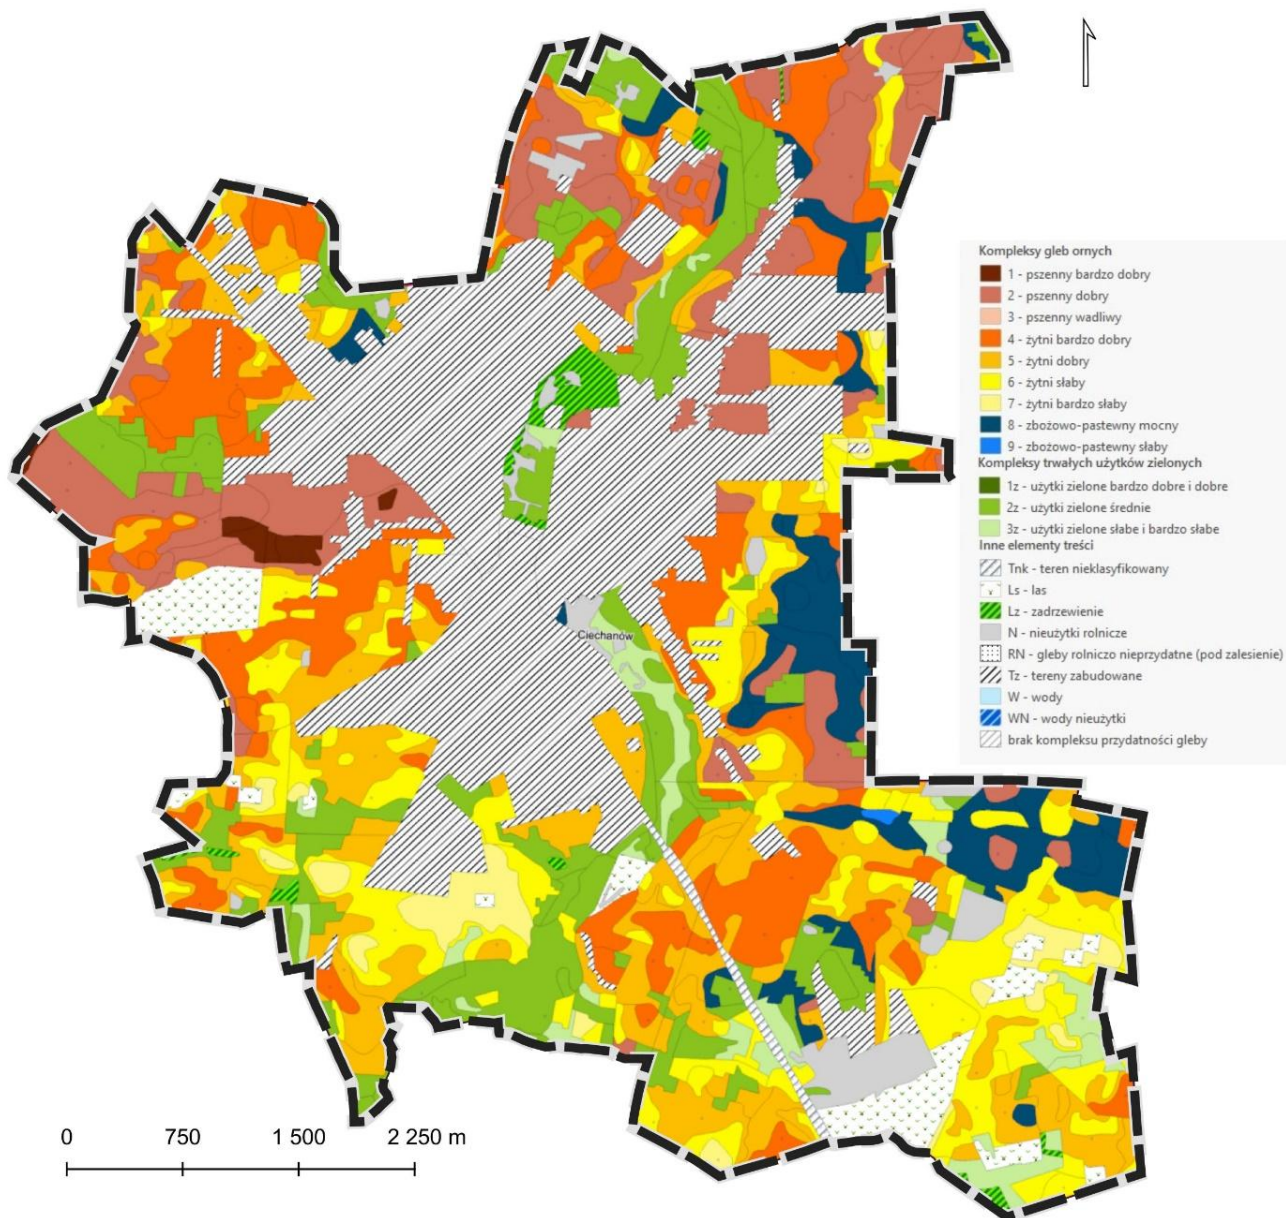 Kompleksy gleb ornych
1 - pszenny bardzo dobry
2 - pszenny dobry
3 - pszenny wadliwy
4 - żytni bardzo dobry
5 - żytni dobry
6 - żytni słaby
7 - żytni bardzo słaby
8 - zbożowo-pastewny mocny
9 - zbożowo-pastewny słaby
Kompleksy trwałych użytków zielonych
1z - użytki zielone bardzo dobre i dobre
2z - użytki zielone średnie
3z - użytki zielone słabe i bardzo słabe
Inne elementy treści
Tnk - teren nieklasyfikowany
Ls - las
Lz - zadrzewienie
N - nieużytki rolnicze
RN - gleby rolniczo nieprzydatne (pod zalesienie)
Tz - tereny zabudowane
W - wody
WN - wody nieużytki
brak kompleksu przydatności gleby
Ciechanów
0 750 1 500 2 250 m